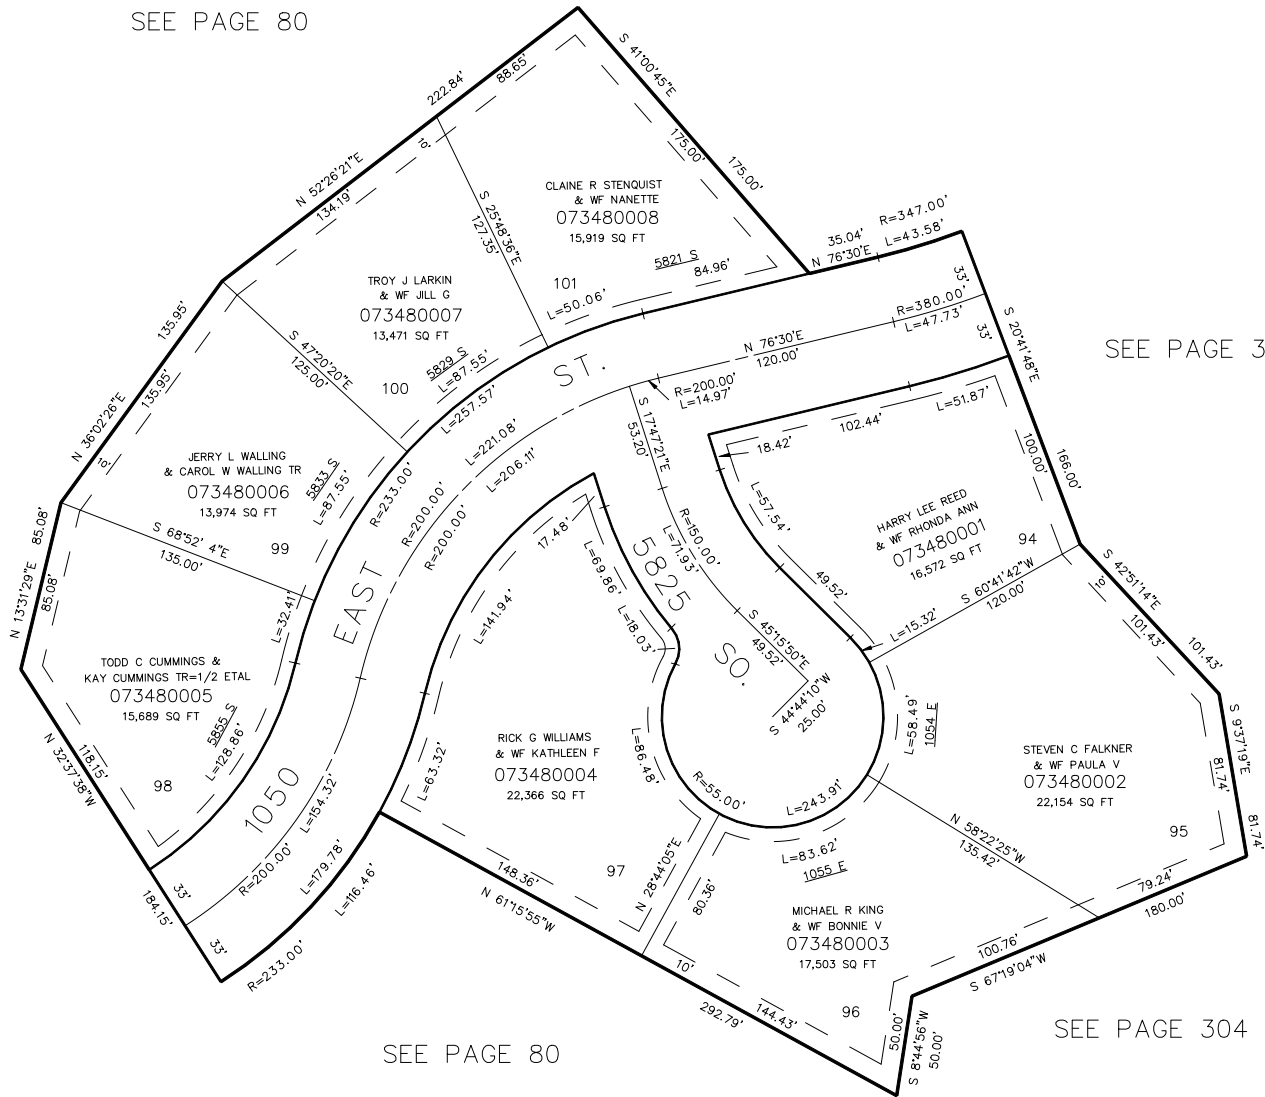 SEE PAGE 80
S 41°00'45"E
88.65'
222.84'
175.00'
175.00'
10'
N 52°26'21"E
134.19'
CLAINE R STENQUIST
& WF NANETTE
073480008
15,919 SQ FT
S 25°48'36"E
127.35'
5821 S
84.96'
101
L=50.06'
R=347.00'
L=43.58'
35.04'
N 76°30'E
33'
33'
R=380.00'
L=47.73'
N 76°30'E
120.00'
S 20°41'48"E
SEE PAGE 3
TROY J LARKIN
& WF JILL G
073480007
13,471 SQ FT
100
5829 S
L=87.55'
135.95'
135.95'
S 47°20'20"E
125.00'
ST.
R=200.00'
L=14.97'
L=51.87'
102.44'
18.42'
L=257.57'
L=221.08'
L=206.11'
S 17°47'21"E
53.20'
N 36°02'26"E
10'
JERRY L WALLING
& CAROL W WALLING TR
073480006
13,974 SQ FT
99
5833 S
L=87.55'
R=233.00'
R=200.00'
R=200.00'
100.00'
166.00'
L=57.54'
HARRY LEE REED
& WF RHONDA ANN
073480001
16,572 SQ FT
94
85.08'
85.08'
S 68°52' 4"E
135.00'
17.48'
R=150.00'
L=71.93'
5825
SO.
L=69.86'
L=18.03'
49.52'
L=15.32'
S 60°41'42"W
120.00'
S 42°51'14"E
10'
101.43'
101.43'
N 13°31'29"E
L=32.41'
EAST
L=141.94'
S 45°15'50"E
49.52'
S 44°44'10"W
25.00'
TODD C CUMMINGS &
KAY CUMMINGS TR=1/2 ETAL
073480005
15,689 SQ FT
98
5855 S
L=128.86'
N 32°37'38"W
118.15'
RICK G WILLIAMS
& WF KATHLEEN F
073480004
22,366 SQ FT
97
L=63.32'
L=86.48'
R=55.00'
L=243.91'
L=58.49'
1054 E
S 9°37'19"E
81.74'
81.74'
STEVEN C FALKNER
& WF PAULA V
073480002
22,154 SQ FT
95
1050
L=154.32'
R=200.00'
L=179.78'
L=116.46'
L=83.62'
1055 E
N 58°22'25"W
135.42'
148.36'
N 61°15'55"W
N 28°44'05"E
80.36'
79.24'
180.00'
184.15'
33'
33'
R=233.00'
MICHAEL R KING
& WF BONNIE V
073480003
17,503 SQ FT
96
100.76'
S 67°19'04"W
10'
144.43'
292.79'
50.00'
S 8°44'56"W
50.00'
SEE PAGE 304
SEE PAGE 80